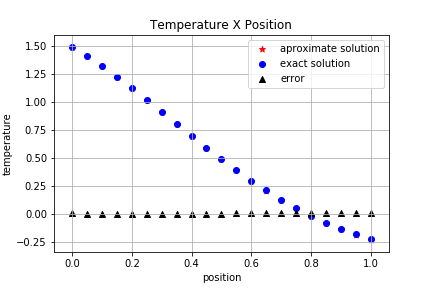 Temperature X Position
aproximate solution
exact solution
error
temperature
1.50
1.25
1.00
0.75
0.50
0.25
0.00
−0.25
0.0 0.2 0.4 0.6 0.8 1.0
position